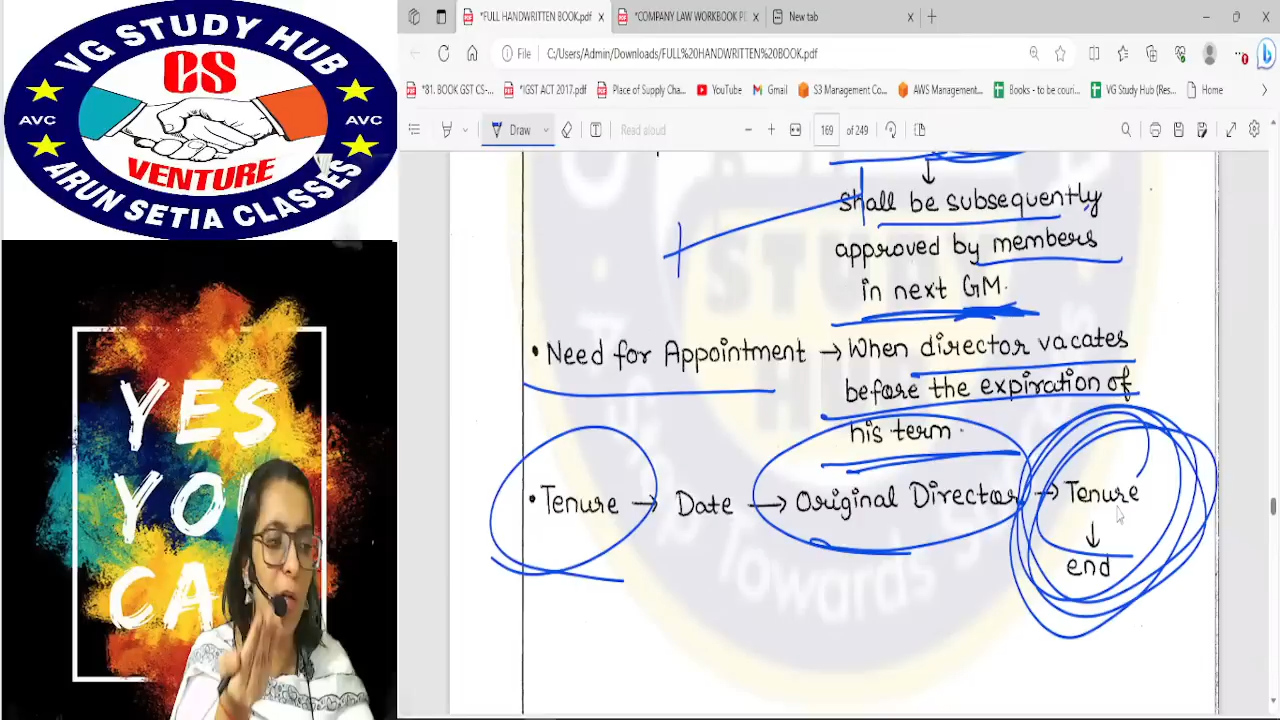 VG STUDY HUB
CS
AVC
AVC
VENTURE
ARUN SETIA CLASSES
YES
YO
CA
*FULL HANDWRITTEN BOOK.pdf
*COMPANY LAW WORKBOOK
New tab
File
C:/Users/Admin/Downloads/FULL%20HANDWRITTEN%20BOOK.pdf
*81. BOOK GST CS-...
*IGST ACT 2017.pdf
Place or Supply Cha...
YouTube
Gmail
S3 Management Co...
AWS Management...
Books - to be couri...
VG Study Hub (Res...
Home
Draw
Read aloud
169
of 249
shall be subsequently
approved by members
in next GM.
• Need for Appointment → When director vacates
before the expiration of
his term.
• Tenure → Date → Original Director → Tenure
↓
end
Towards